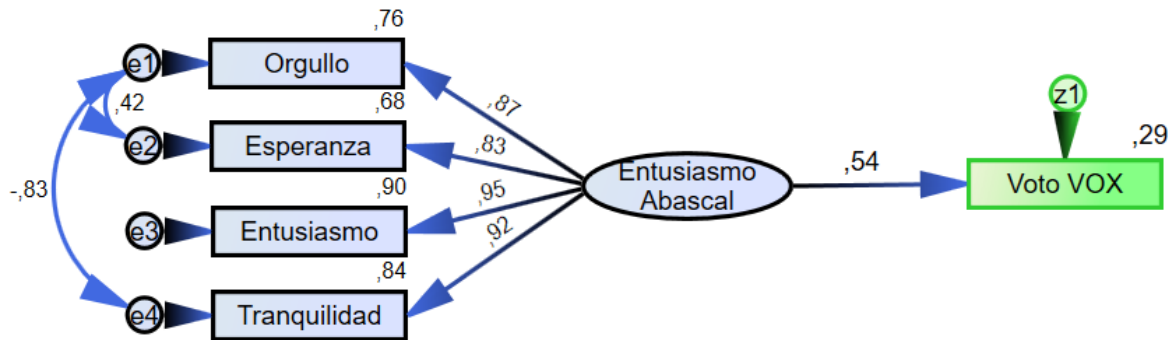 ,76
e1
Orgullo
,42
,68
,87
e2
Esperanza
,83
-,83
,90
,95
e3
Entusiasmo
,92
,84
e4
Tranquilidad
Entusiasmo
Abascal
,54
z1
,29
Voto VOX